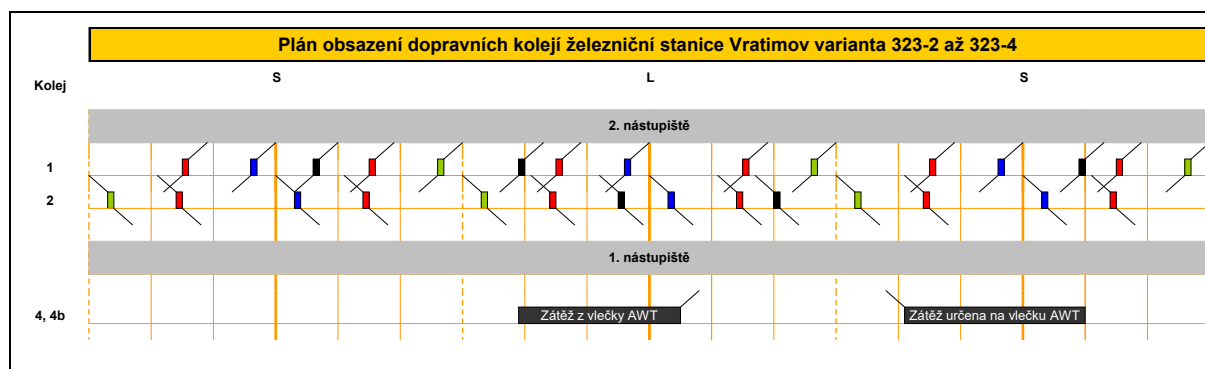 Plán obsazení dopravních kolejí železniční stanice Vratimov varianta 323-2 až 323-4
S L S
Kolej
2. nástupiště
1
2
1. nástupiště
4, 4b Zátěž z vlečky AWT Zátěž určena na vlečku AWT